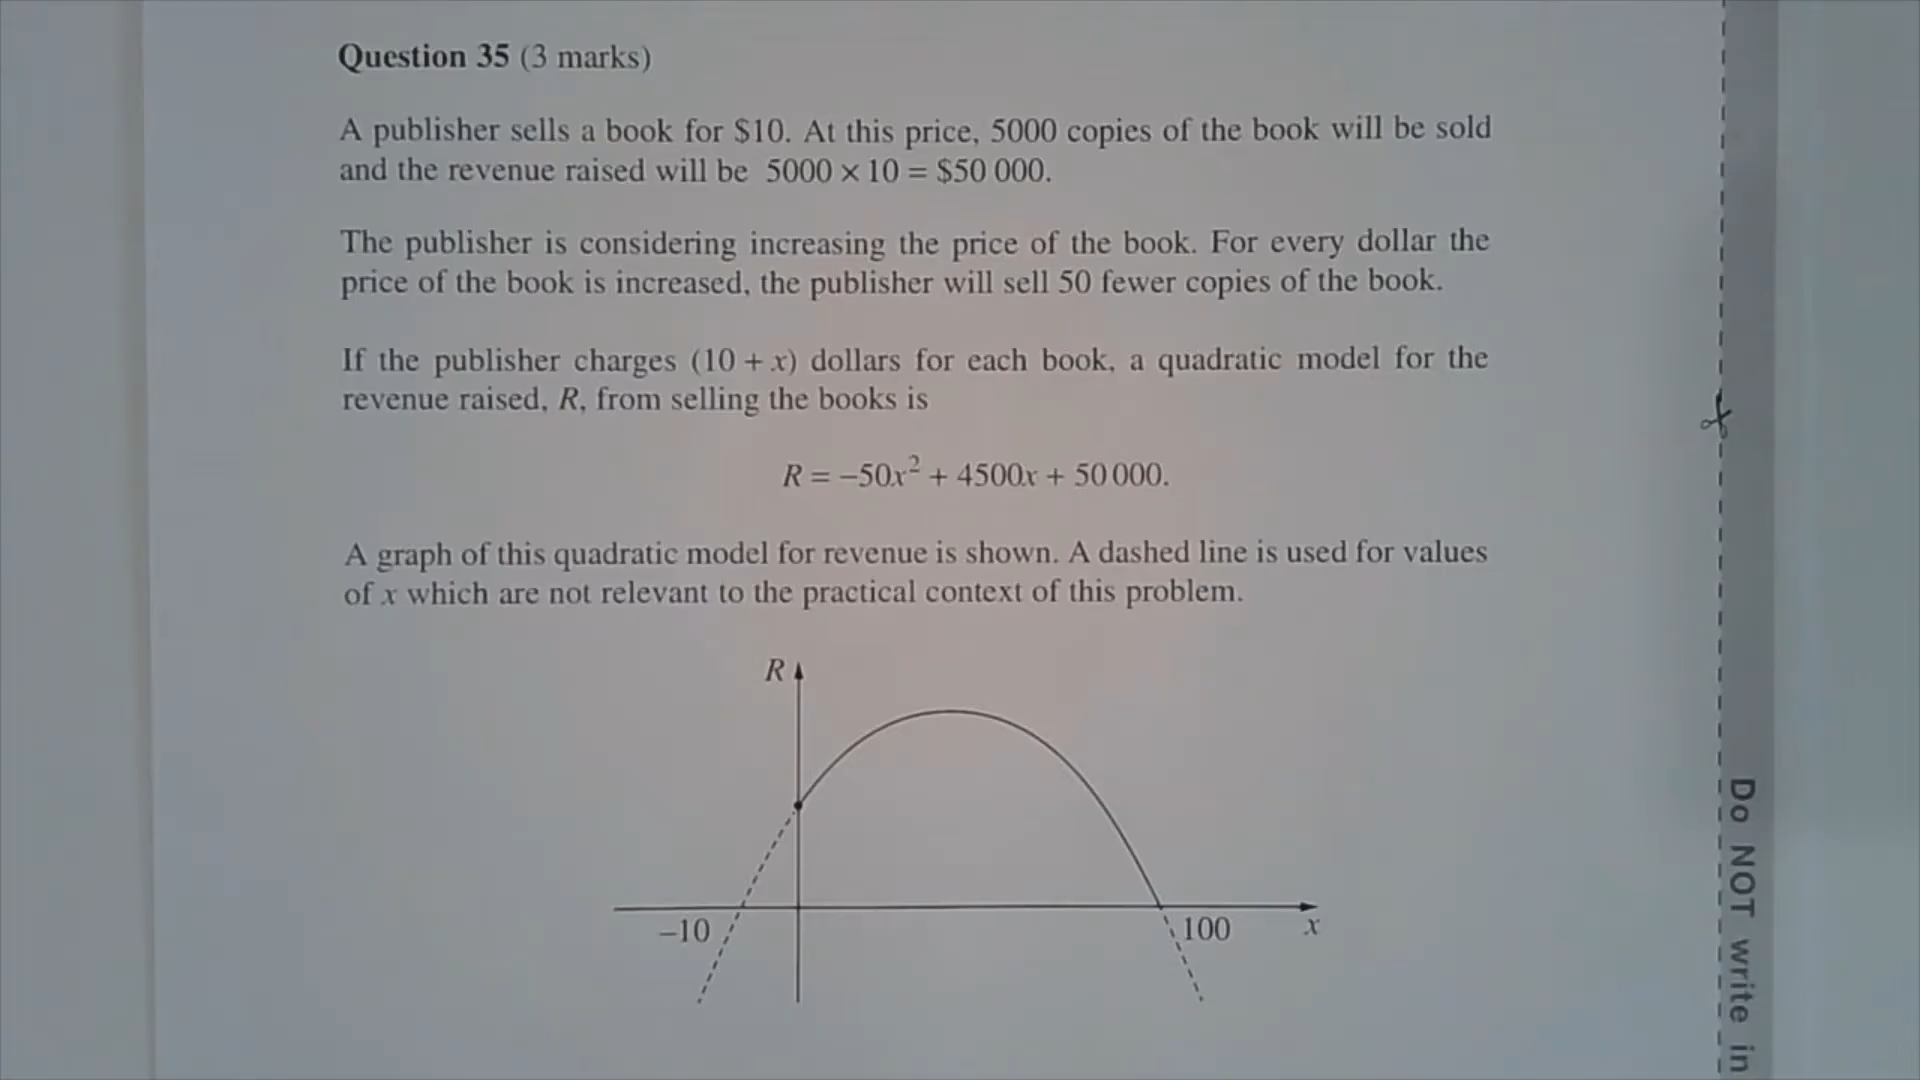 Question 35 (3 marks)
A publisher sells a book for $10. At this price, 5000 copies of the book will be sold
and the revenue raised will be 5000 × 10 = $50 000.
The publisher is considering increasing the price of the book. For every dollar the
price of the book is increased, the publisher will sell 50 fewer copies of the book.
If the publisher charges (10 + x) dollars for each book, a quadratic model for the
revenue raised, R, from selling the books is
R = −50x² + 4500x + 50 000.
A graph of this quadratic model for revenue is shown. A dashed line is used for values
of x which are not relevant to the practical context of this problem.
R
−10
100
x
Do NOT write in